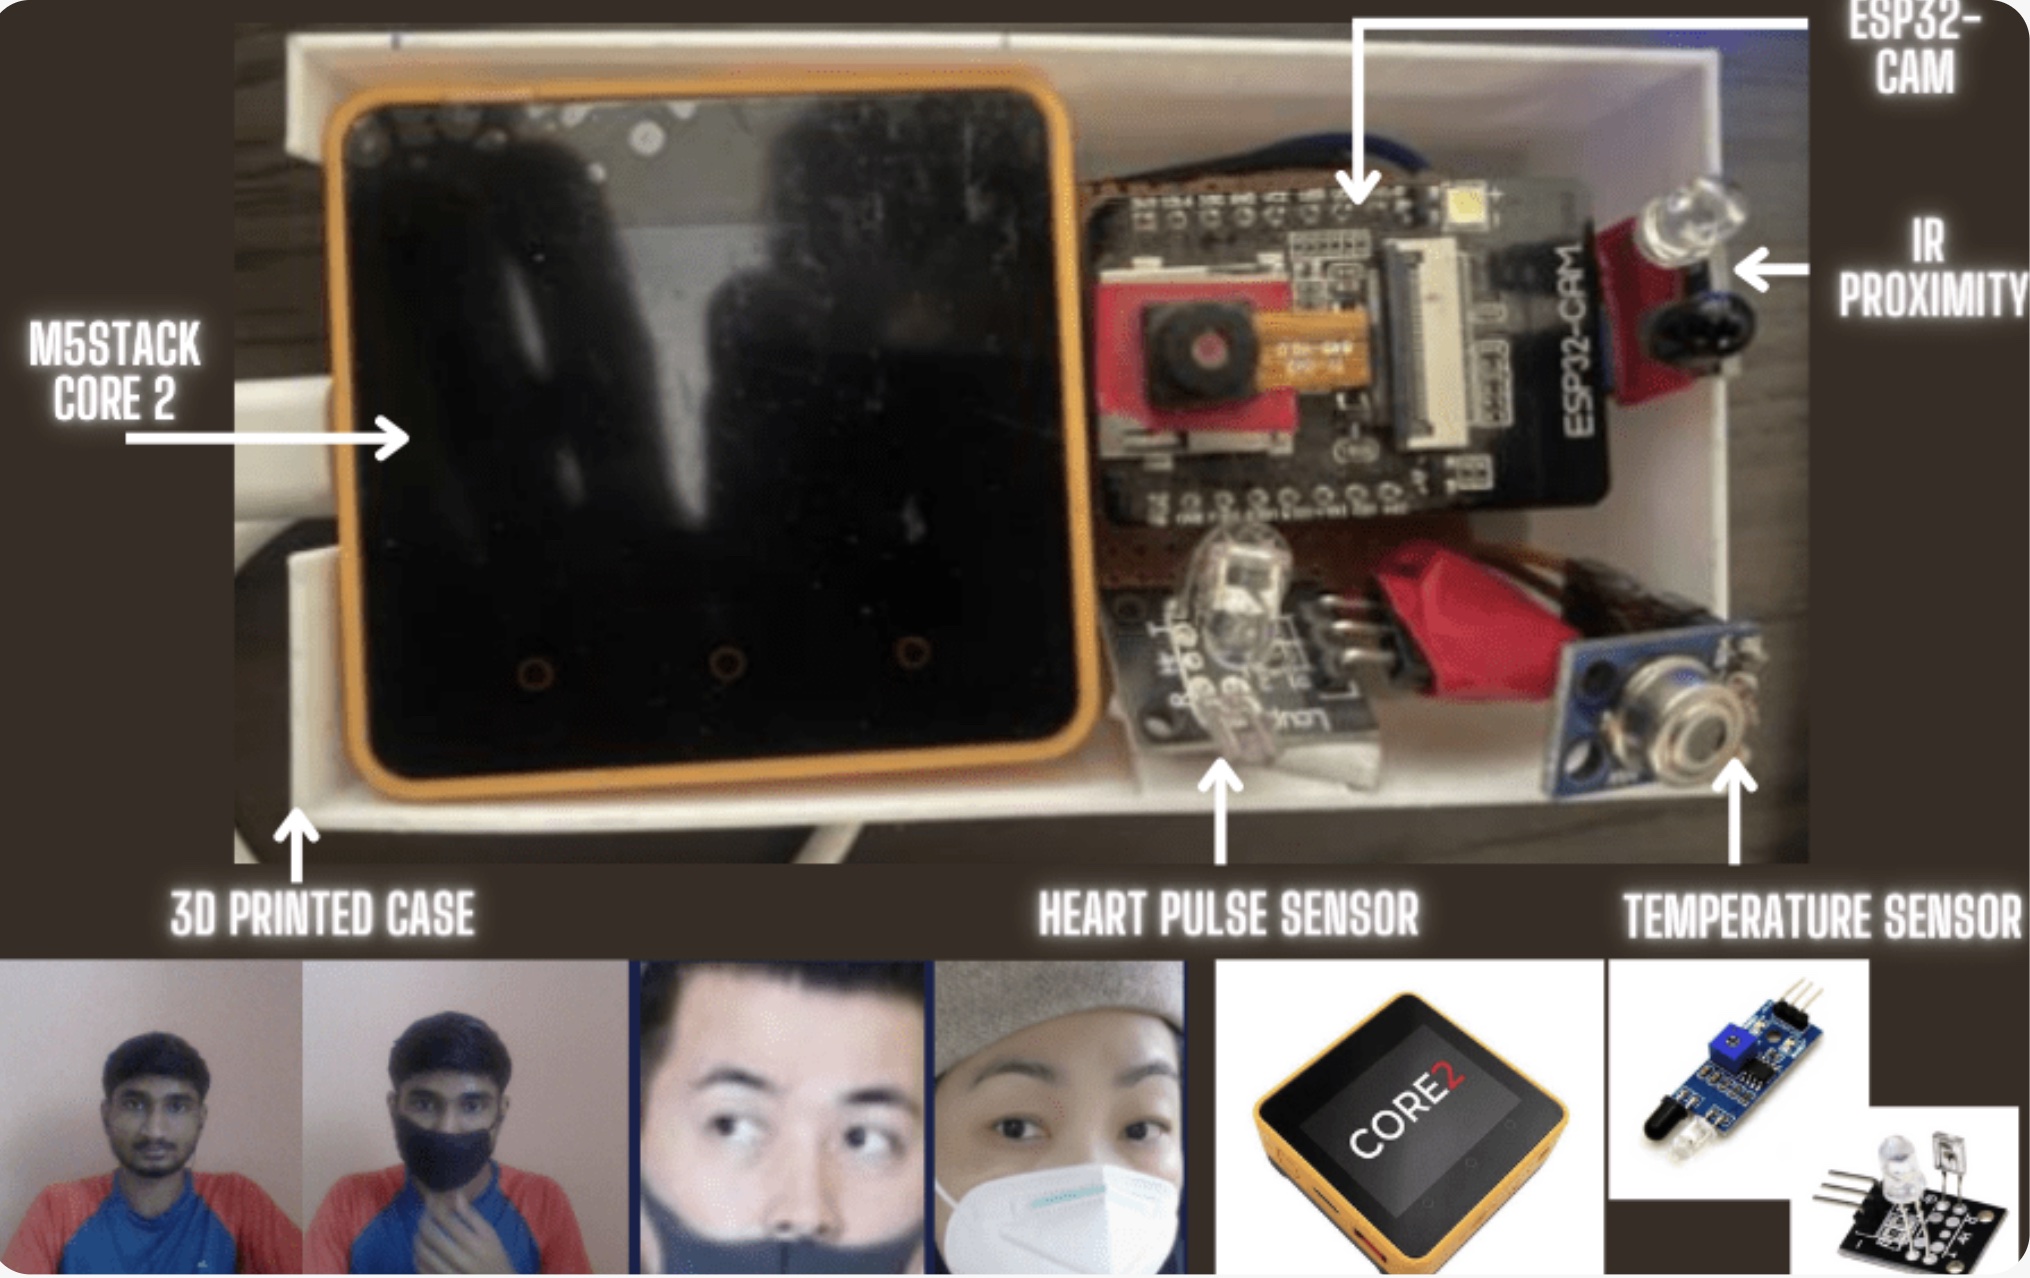 ESP32-
CAM
IR
PROXIMITY
M5STACK
CORE 2
ESP32-CAM
3D PRINTED CASE
HEART PULSE SENSOR
TEMPERATURE SENSOR
CORE2